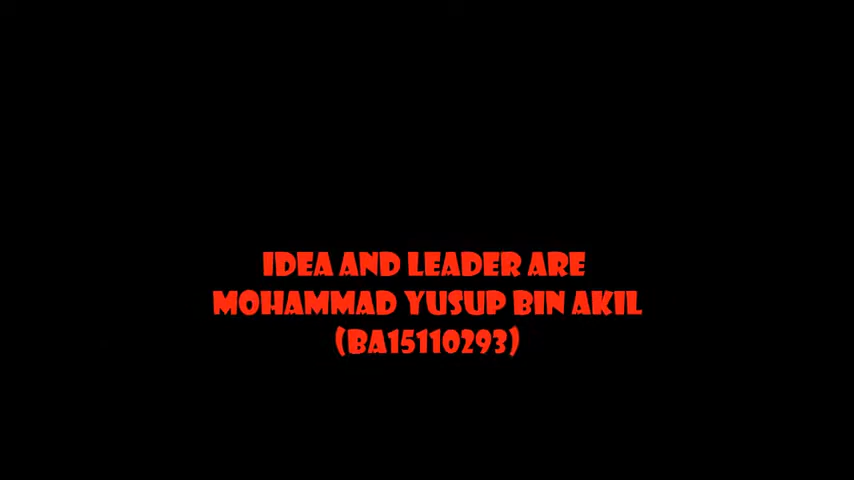 IDEA AND LEADER ARE
MOHAMMAD YUSUP BIN AKIL
(BA15110293)